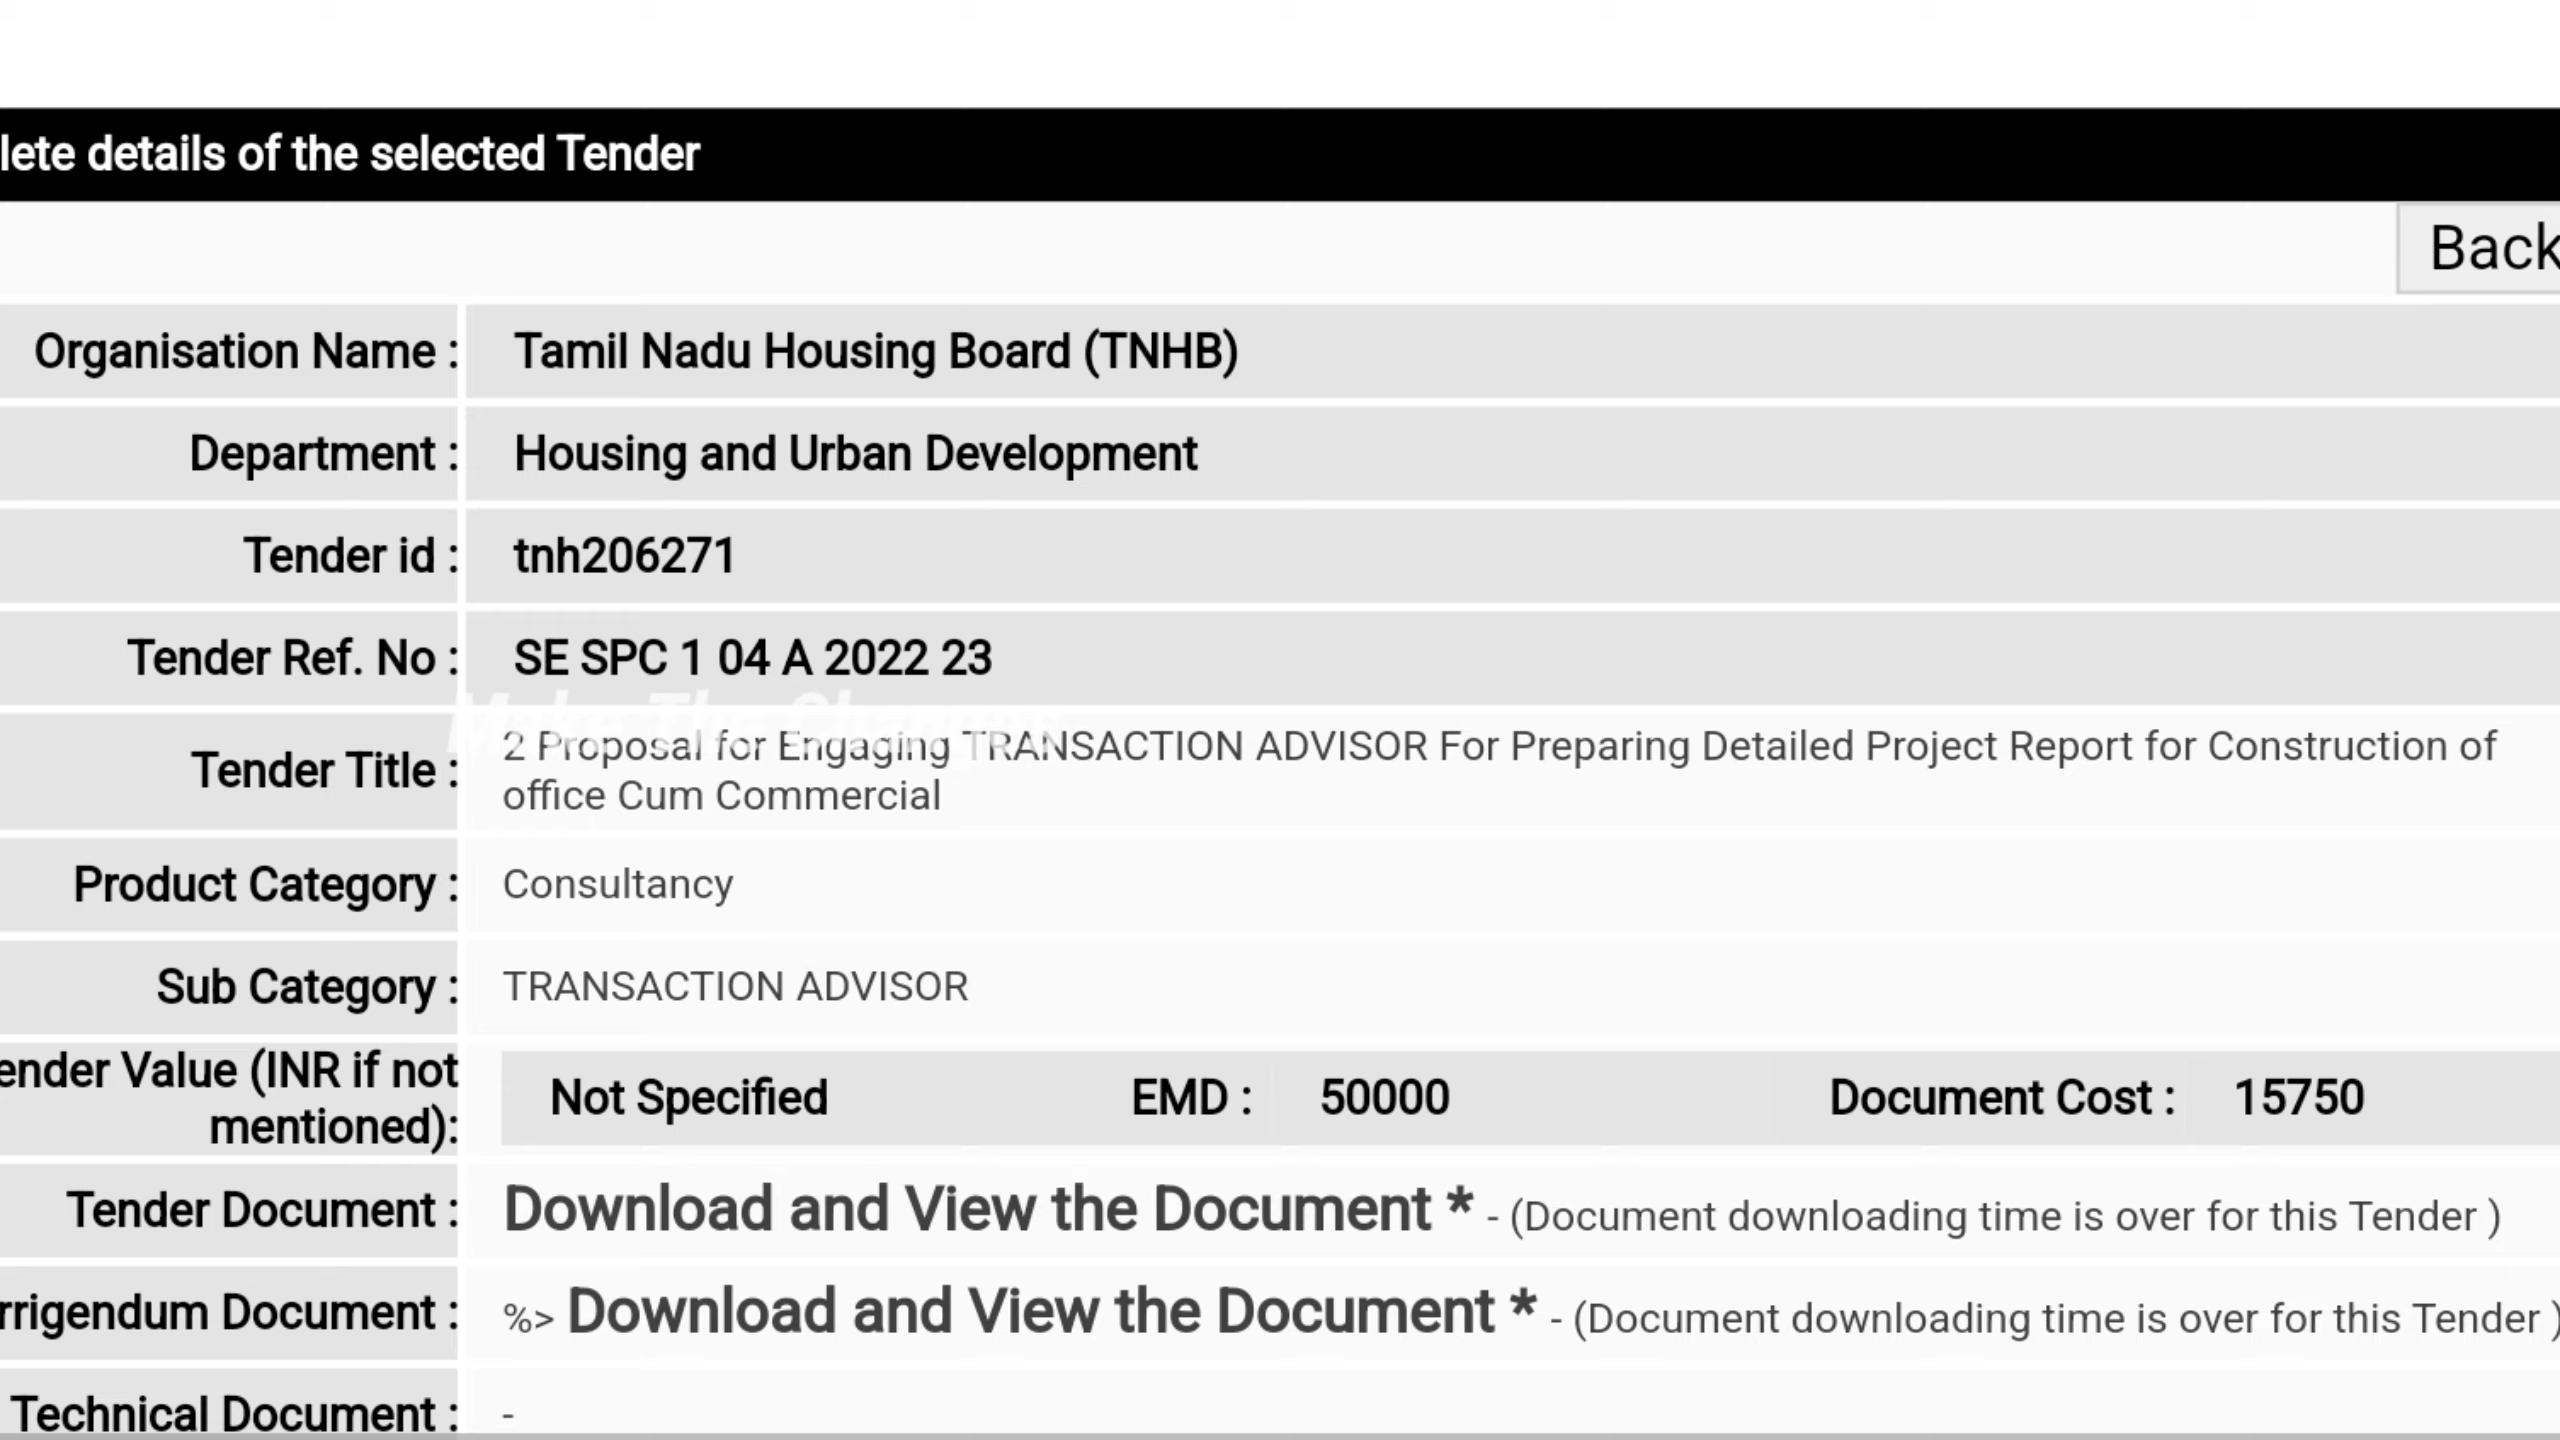 lete details of the selected Tender
Back
Organisation Name : Tamil Nadu Housing Board (TNHB)
Department : Housing and Urban Development
Tender id : tnh206271
Tender Ref. No : SE SPC 1 04 A 2022 23
Make The Changes
Tender Title : 2 Proposal for Engaging TRANSACTION ADVISOR For Preparing Detailed Project Report for Construction of
office Cum Commercial
Product Category : Consultancy
Sub Category : TRANSACTION ADVISOR
ender Value (INR if not
mentioned): Not Specified EMD : 50000 Document Cost : 15750
Tender Document : Download and View the Document * - (Document downloading time is over for this Tender )
rrigendum Document : %> Download and View the Document * - (Document downloading time is over for this Tender )
Technical Document : -